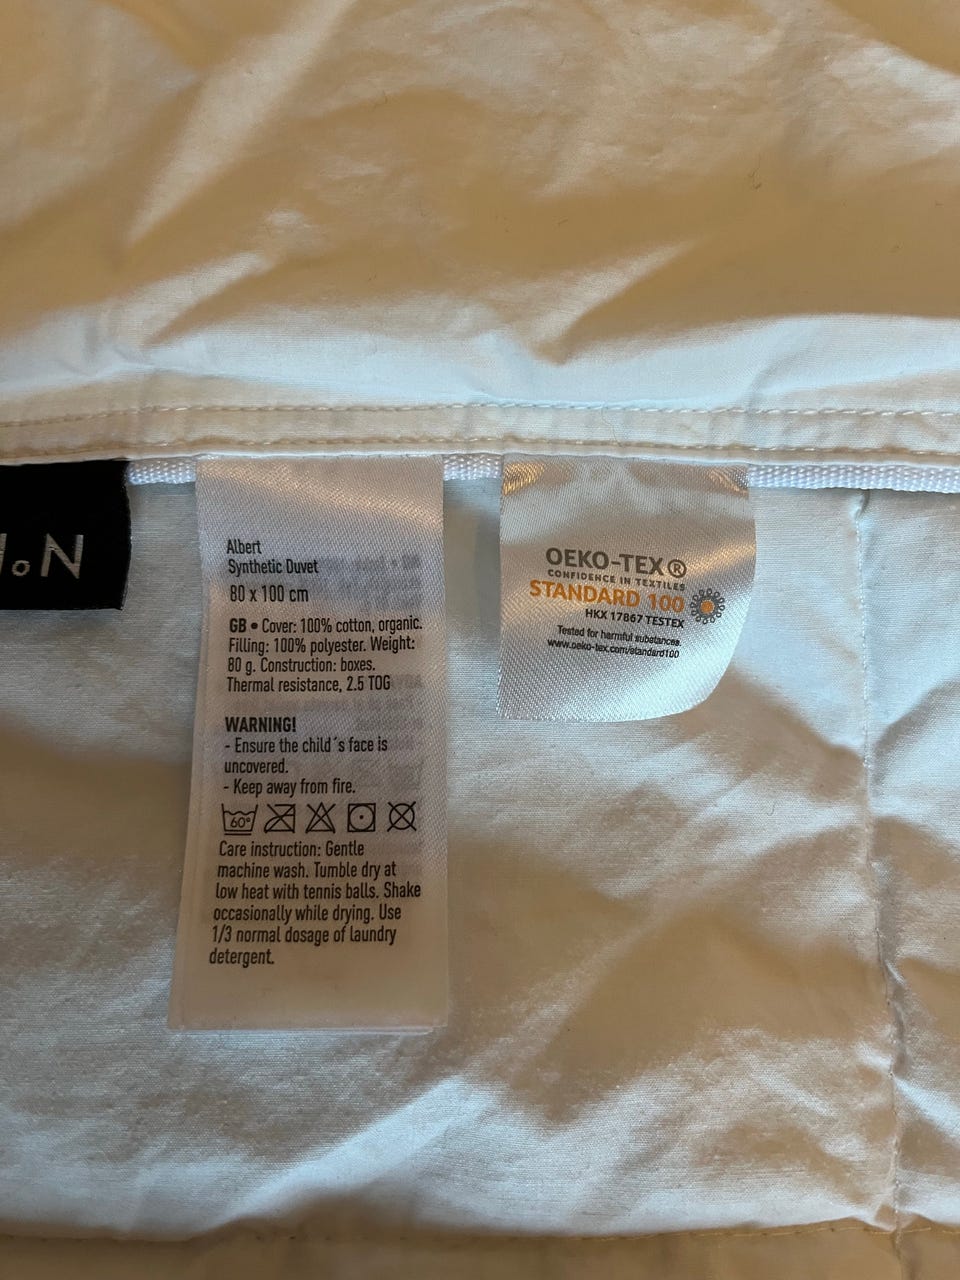 N
Albert
Synthetic Duvet
80 x 100 cm
GB • Cover: 100% cotton, organic.
Filling: 100% polyester. Weight:
80 g. Construction: boxes.
Thermal resistance, 2.5 TOG
WARNING!
- Ensure the child´s face is
uncovered.
- Keep away from fire.
60°
Care instruction: Gentle
machine wash. Tumble dry at
low heat with tennis balls. Shake
occasionally while drying. Use
1/3 normal dosage of laundry
detergent.
OEKO-TEX®
CONFIDENCE IN TEXTILES
STANDARD 100
HKX 17867 TESTEX
Tested for harmful substances.
www.oeko-tex.com/standard100